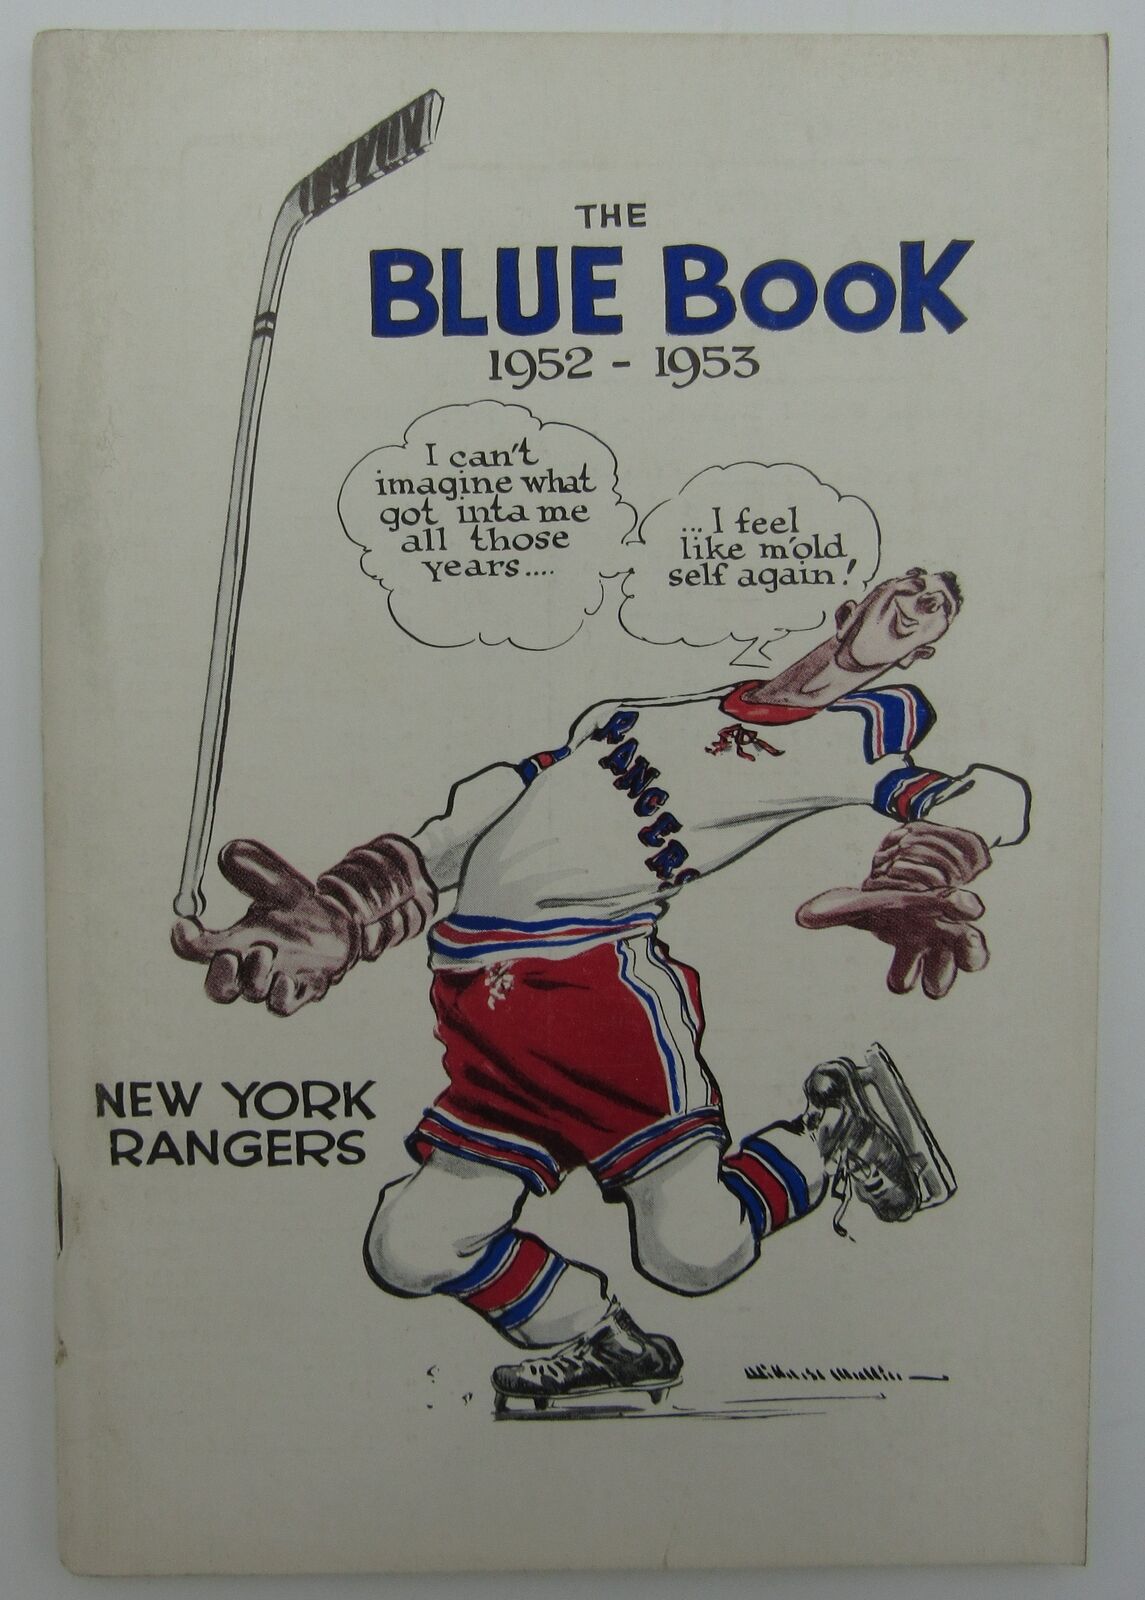 THE
BLUE BOOK
1952 - 1953
I can't
imagine what
got inta me
all those
years....
...I feel
like m'old
self again!
RANGERS
NEW YORK
RANGERS